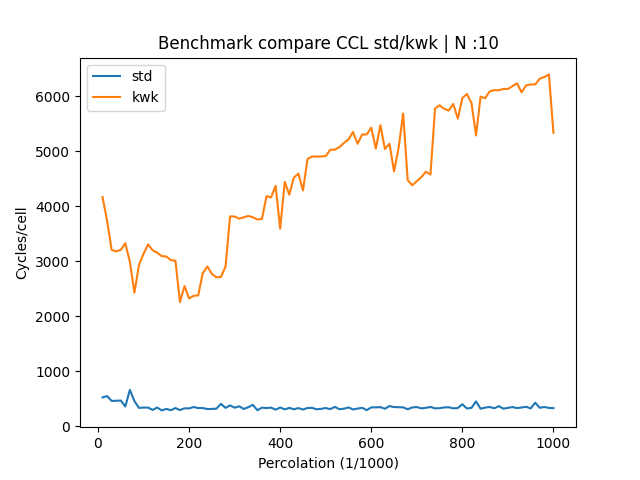 Benchmark compare CCL std/kwk | N :10
std
kwk
Cycles/cell
6000
5000
4000
3000
2000
1000
0
0 200 400 600 800 1000
Percolation (1/1000)